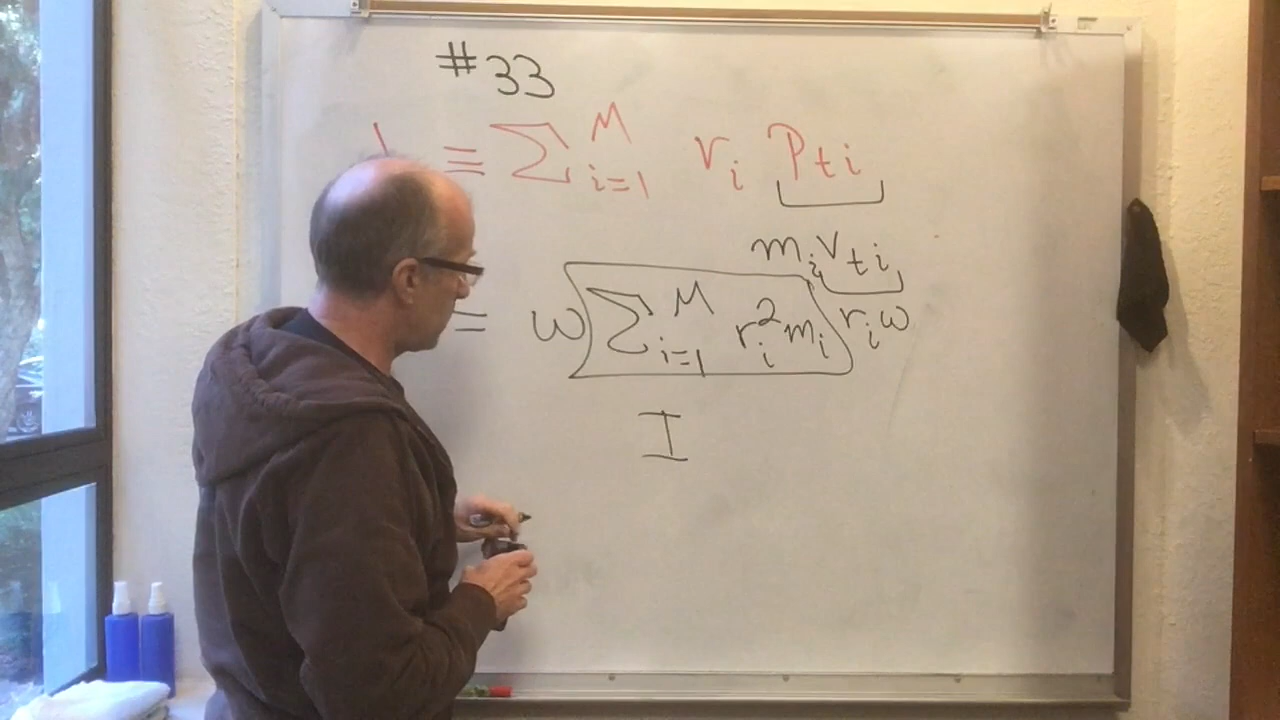 #33
≡ Σ_{i=1}^{M} r_i P_{ti}
m_i v_{ti}
= ω(Σ_{i=1}^{M} r_i^2 m_i) r_i ω
I